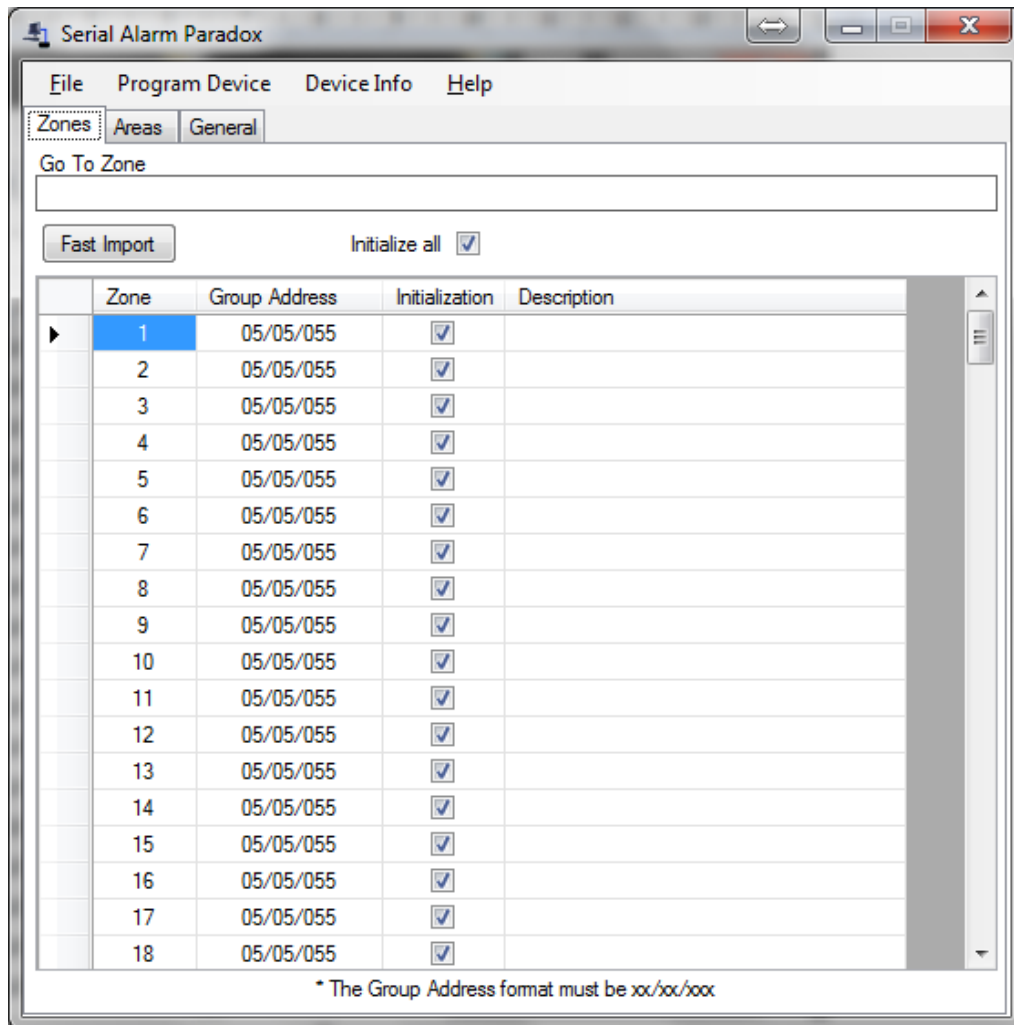 Serial Alarm Paradox
File Program Device Device Info Help
Zones Areas General
Go To Zone
Fast Import Initialize all
Zone Group Address Initialization Description
1 05/05/055
2 05/05/055
3 05/05/055
4 05/05/055
5 05/05/055
6 05/05/055
7 05/05/055
8 05/05/055
9 05/05/055
10 05/05/055
11 05/05/055
12 05/05/055
13 05/05/055
14 05/05/055
15 05/05/055
16 05/05/055
17 05/05/055
18 05/05/055
* The Group Address format must be xx/xx/xxx